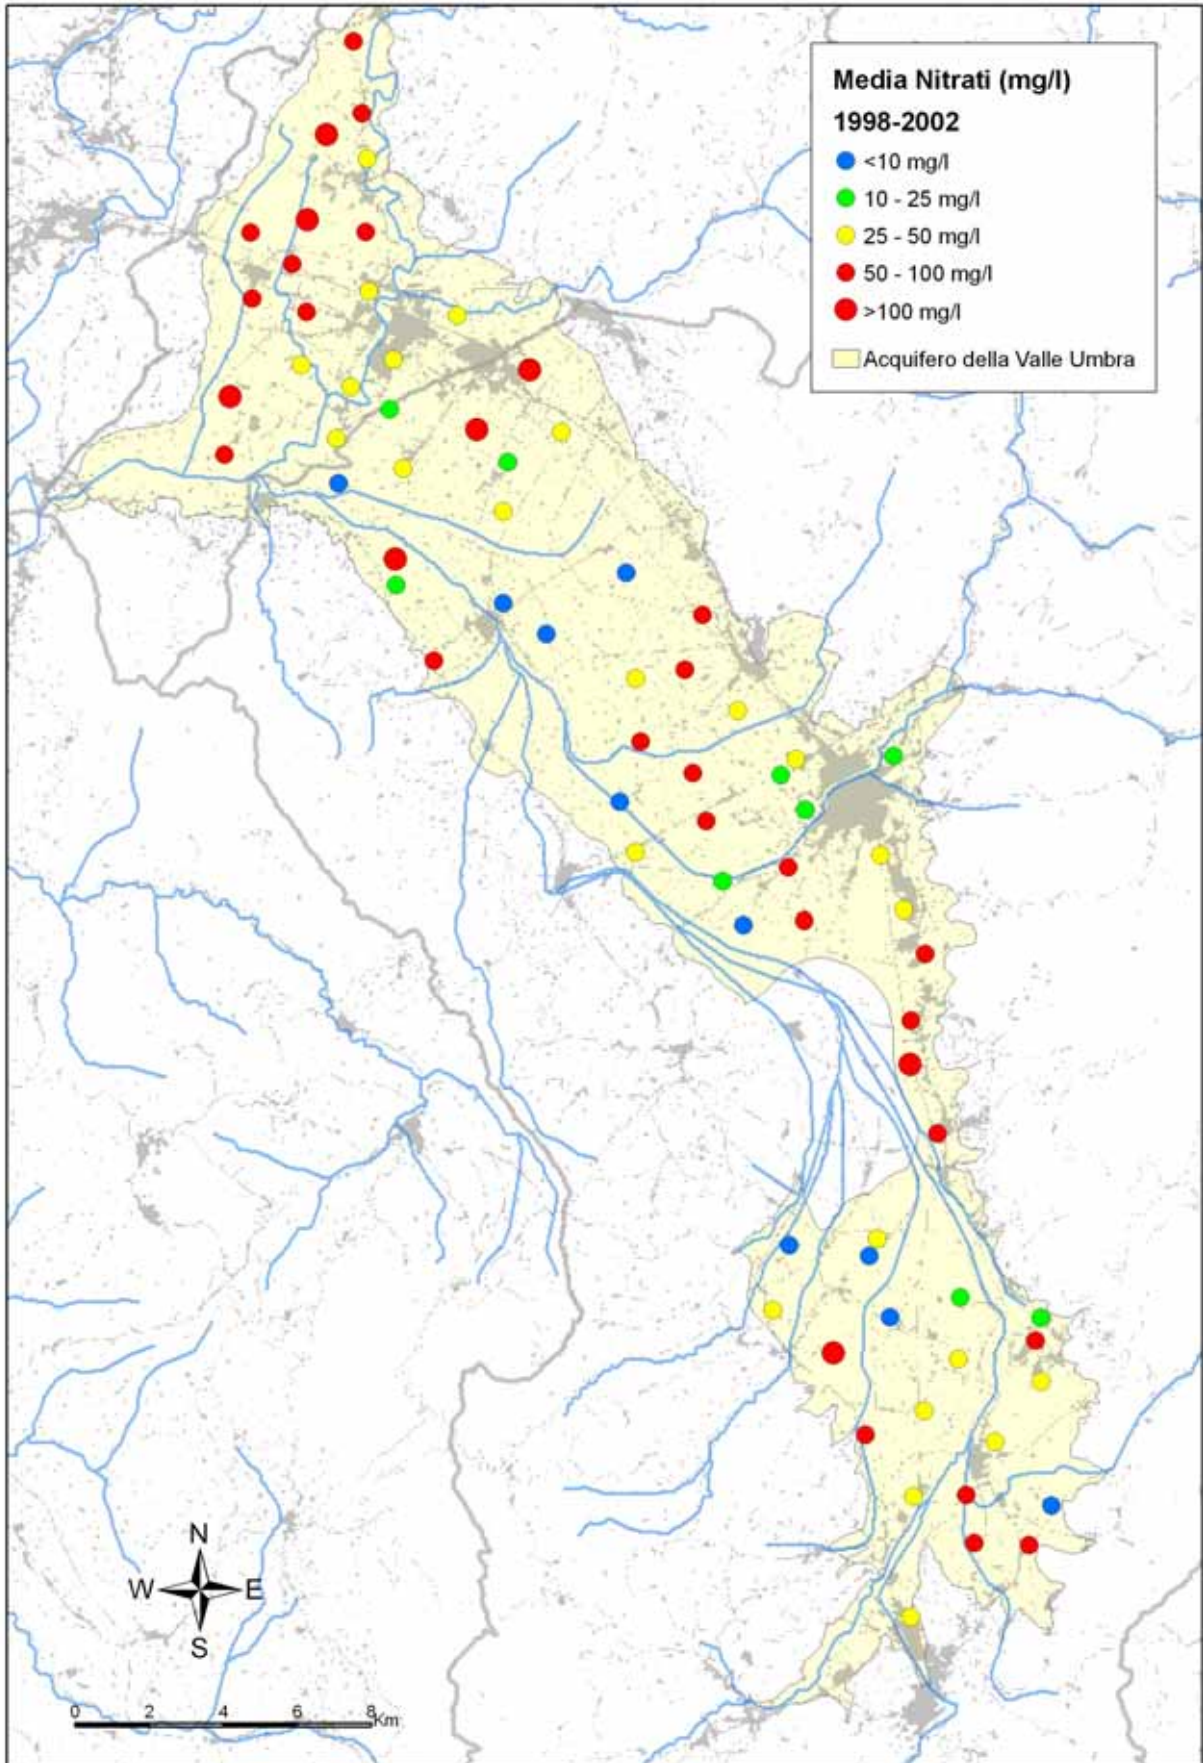 Media Nitrati (mg/l)
1998-2002
<10 mg/l
10 - 25 mg/l
25 - 50 mg/l
50 - 100 mg/l
>100 mg/l
Acquifero della Valle Umbra
N
W E
S
0 2 4 6 8
Km